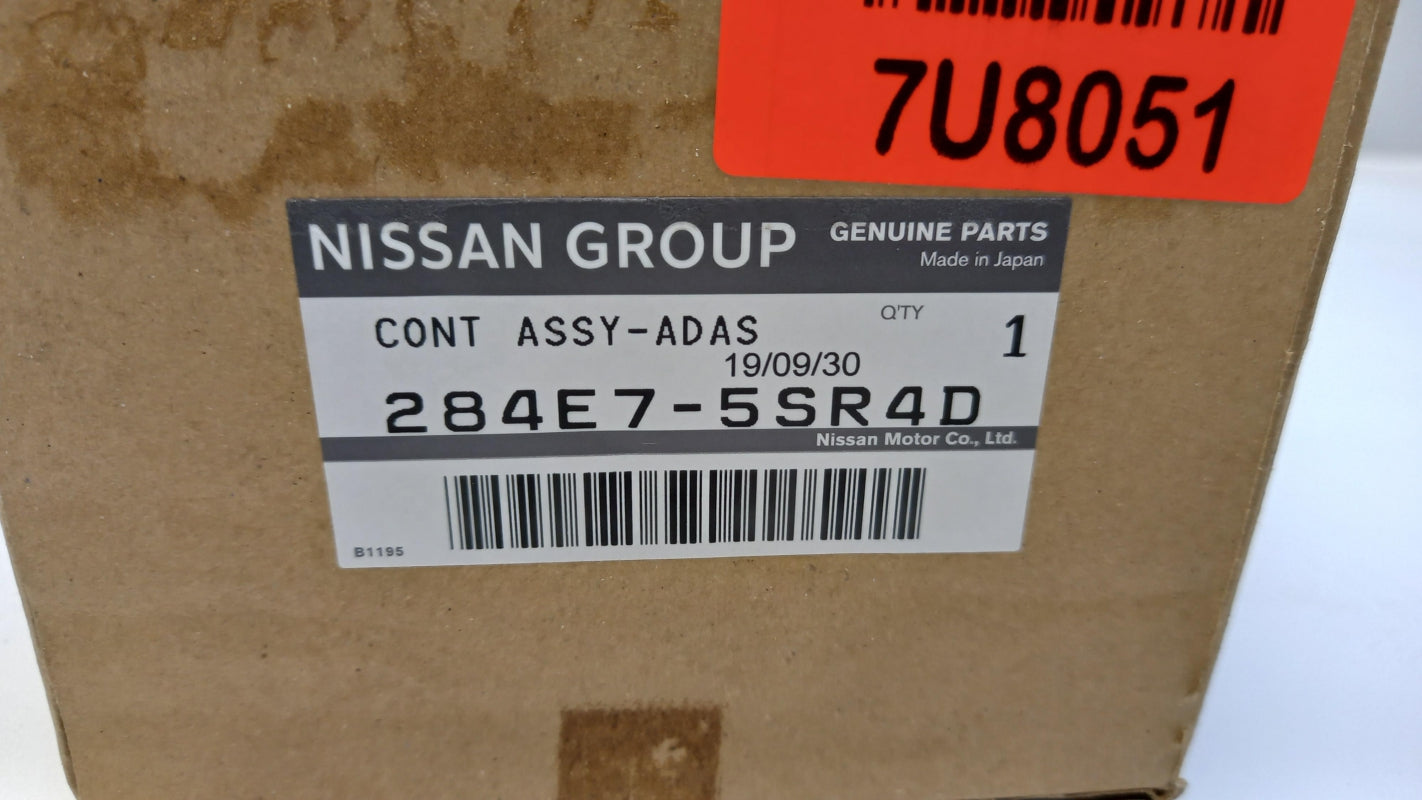 7U8051
NISSAN GROUP
GENUINE PARTS
Made in Japan
CONT ASSY-ADAS
Q'TY
1
19/09/30
284E7-5SR4D
Nissan Motor Co., Ltd.
B1195